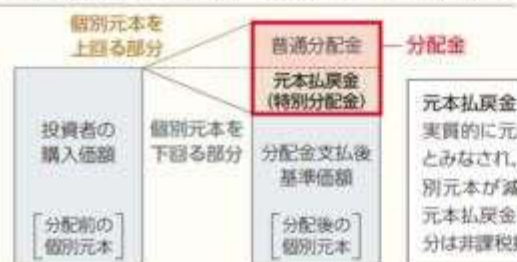 個別元本を
上回る部分
普通分配金
分配金
元本払戻金
(特別分配金)
投資者の
購入価額
個別元本を
下回る部分
分配金支払後
基準価額
分配前の
個別元本
分配後の
個別元本
元本払戻金
実質的に元
とみなされ、
別元本が減
元本払戻金
分は非課税